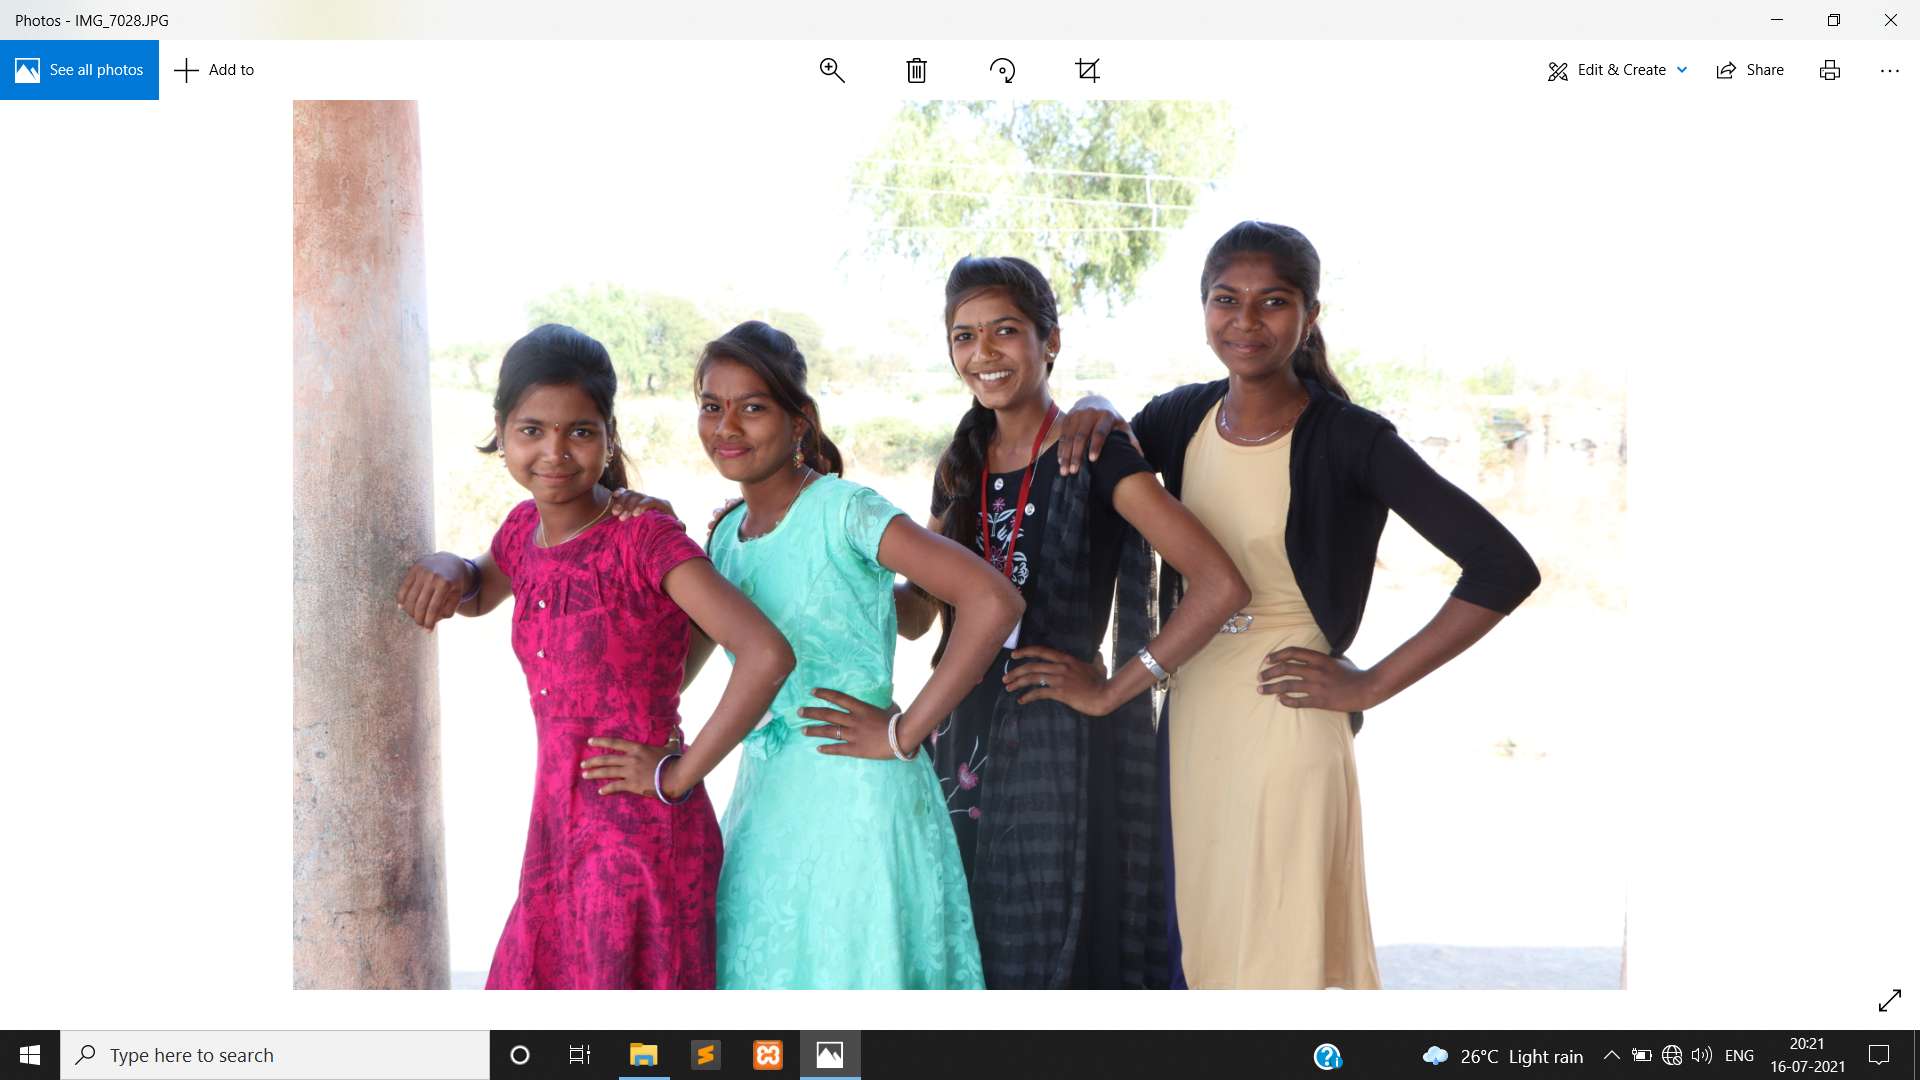 Photos - IMG_7028.JPG
See all photos
Add to
Edit & Create
Share
Type here to search
26°C Light rain
ENG
20:21
16-07-2021